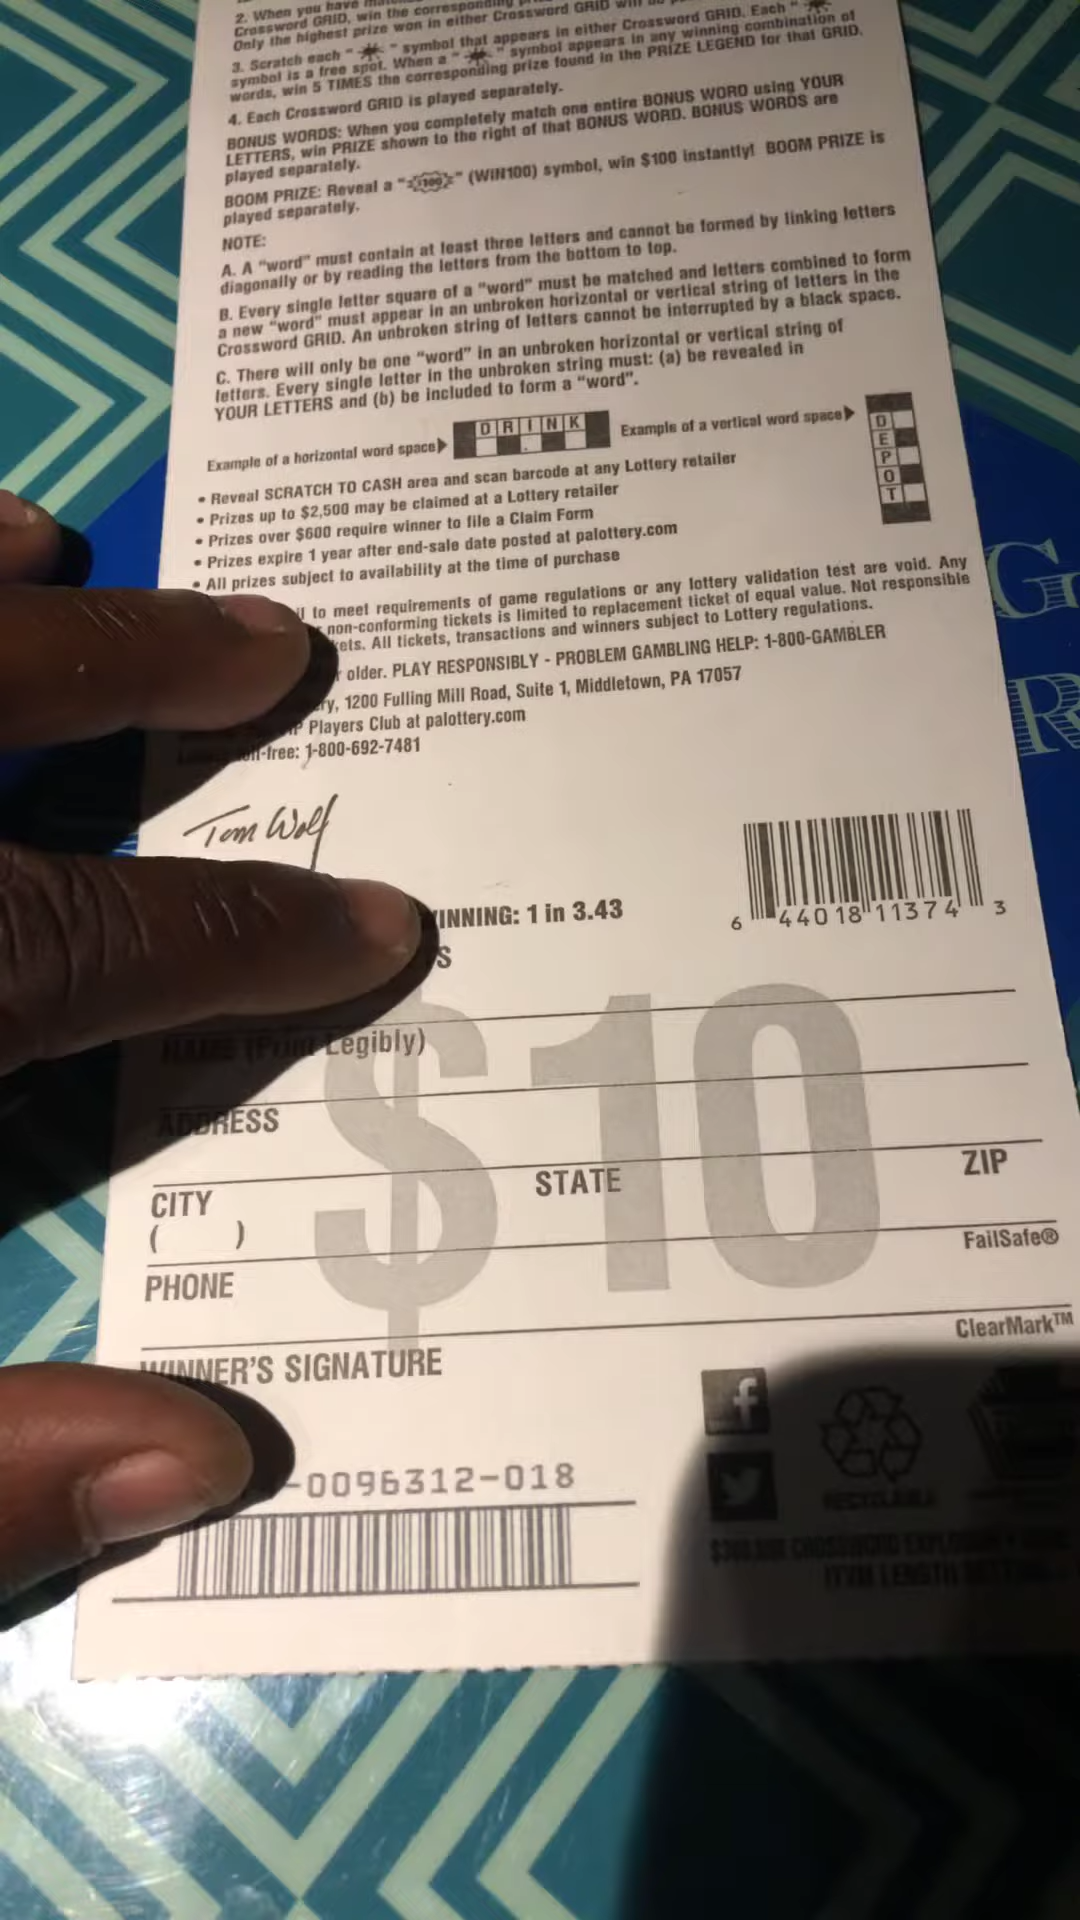 2. When you have
Crossword GRID, win the corresponding
Only the highest prize won in either Crossword GRID
3. Scratch each " " symbol that appears in either Crossword GRID. Each "
symbol is a free spot. When a " " symbol appears in any winning combination of
words, win 5 TIMES the corresponding prize found in the PRIZE LEGEND for that GRID.
4. Each Crossword GRID is played separately.
BONUS WORDS: When you completely match one entire BONUS WORD using YOUR
LETTERS, win PRIZE shown to the right of that BONUS WORD. BONUS WORDS are
played separately.
BOOM PRIZE: Reveal a "$100" (WIN100) symbol, win $100 instantly! BOOM PRIZE is
played separately.
NOTE:
A. A "word" must contain at least three letters and cannot be formed by linking letters
diagonally or by reading the letters from the bottom to top.
B. Every single letter square of a "word" must be matched and letters combined to form
a new "word" must appear in an unbroken horizontal or vertical string of letters in the
Crossword GRID. An unbroken string of letters cannot be interrupted by a black space.
C. There will only be one "word" in an unbroken horizontal or vertical string of
letters. Every single letter in the unbroken string must: (a) be revealed in
YOUR LETTERS and (b) be included to form a "word".
Example of a horizontal word space
DRINK
Example of a vertical word space
DEPOT
• Reveal SCRATCH TO CASH area and scan barcode at any Lottery retailer
• Prizes up to $2,500 may be claimed at a Lottery retailer
• Prizes over $600 require winner to file a Claim Form
• Prizes expire 1 year after end-sale date posted at palottery.com
• All prizes subject to availability at the time of purchase
to meet requirements of game regulations or any lottery validation test are void. Any
non-conforming tickets is limited to replacement ticket of equal value. Not responsible
All tickets, transactions and winners subject to Lottery regulations.
older. PLAY RESPONSIBLY - PROBLEM GAMBLING HELP: 1-800-GAMBLER
1200 Fulling Mill Road, Suite 1, Middletown, PA 17057
Players Club at palottery.com
-free: 1-800-692-7481
Tom Wolf
INNING: 1 in 3.43
6 44018 11374 3
$10
NAME (Print Legibly)
ADDRESS
CITY STATE ZIP
( )
PHONE
FailSafe®
WINNER'S SIGNATURE
ClearMark™
f
-0096312-018
RECYCLABLE